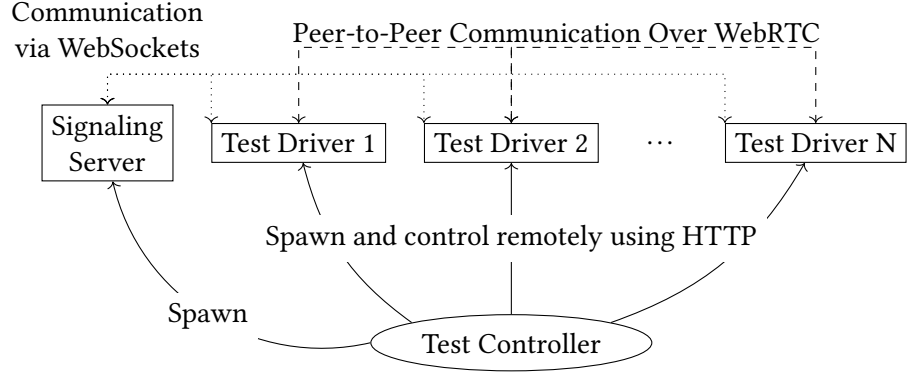 Communication
via WebSockets
Peer-to-Peer Communication Over WebRTC
Signaling
Server
Test Driver 1
Test Driver 2
...
Test Driver N
Spawn and control remotely using HTTP
Spawn
Test Controller